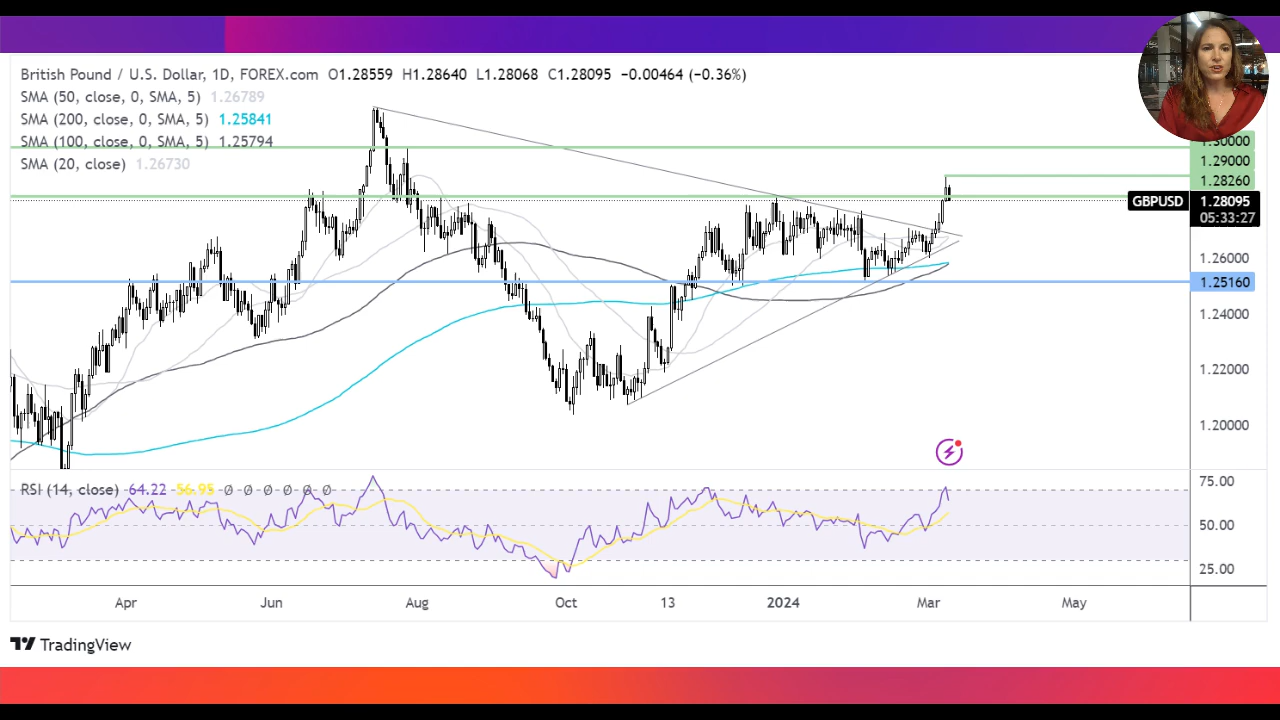 British Pound / U.S. Dollar, 1D, FOREX.com O1.28559 H1.28640 L1.28068 C1.28095 −0.00464 (−0.36%)
SMA (50, close, 0, SMA, 5) 1.26789
SMA (200, close, 0, SMA, 5) 1.25841
SMA (100, close, 0, SMA, 5) 1.25794
SMA (20, close) 1.26730
1.30000
1.29000
1.28260
GBPUSD 1.28095
05:33:27
1.26000
1.25160
1.24000
1.22000
1.20000
RSI (14, close) 64.22 56.95 ∅ ∅ ∅ ∅ ∅ ∅
75.00
50.00
25.00
Apr Jun Aug Oct 13 2024 Mar May
TradingView